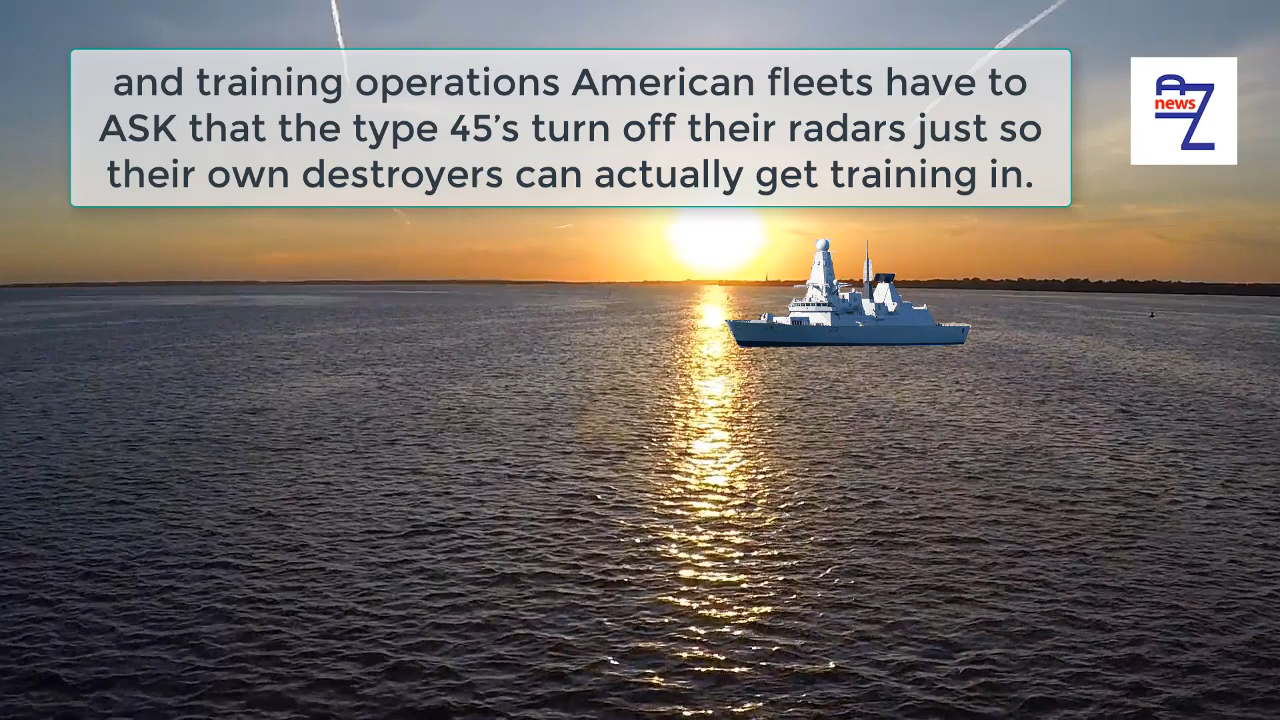 and training operations American fleets have to
ASK that the type 45’s turn off their radars just so
their own destroyers can actually get training in.
AZ
news